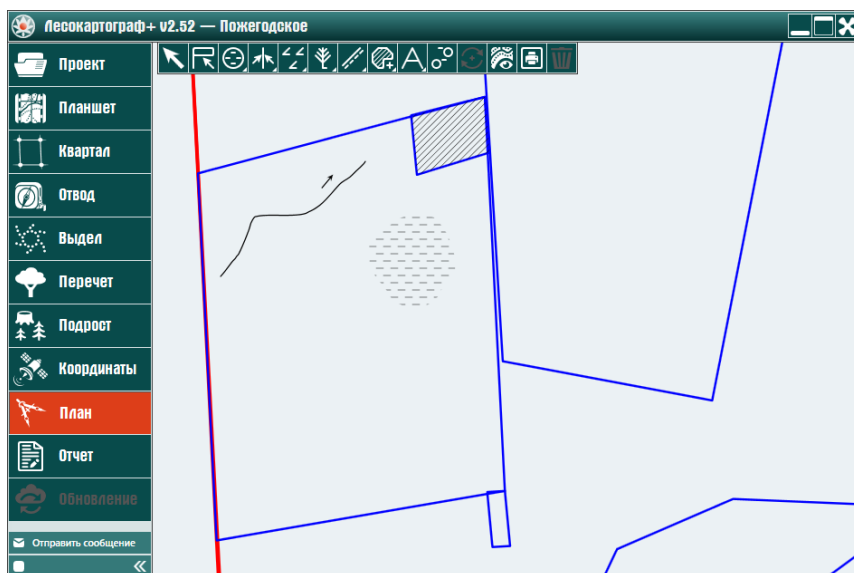 Лесокартограф+ v2.52 — Пожегодское
Проект
Планшет
Квартал
Отвод
Выдел
Перечет
Подрост
Координаты
План
Отчет
Обновление
Отправить сообщение